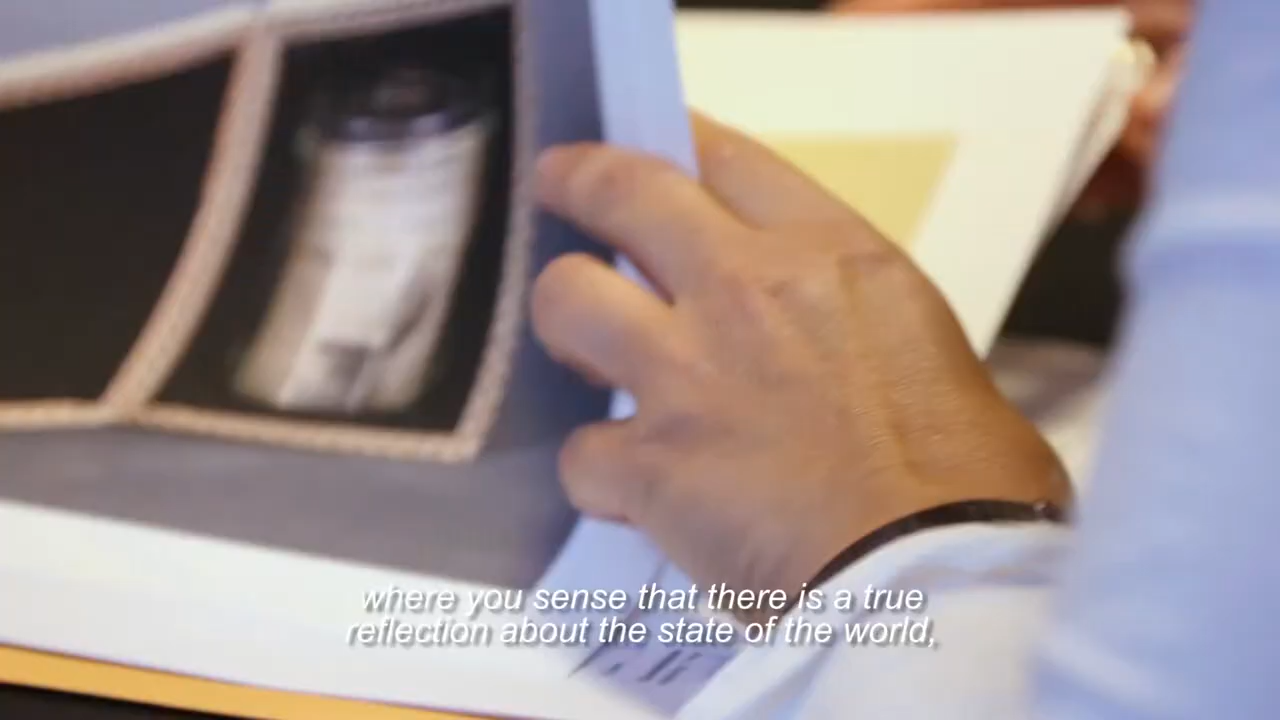 where you sense that there is a true
reflection about the state of the world,